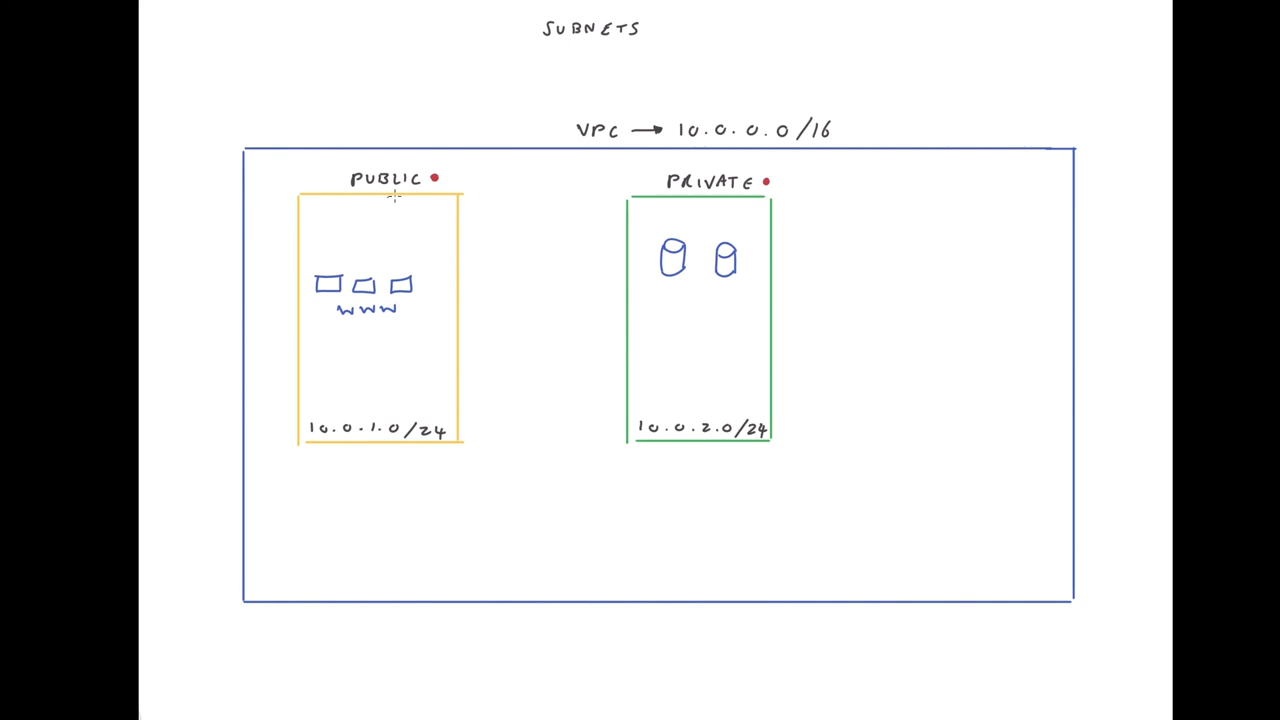 SUBNETS
VPC → 10.0.0.0/16
PUBLIC
PRIVATE
WWW
10.0.1.0/24
10.0.2.0/24